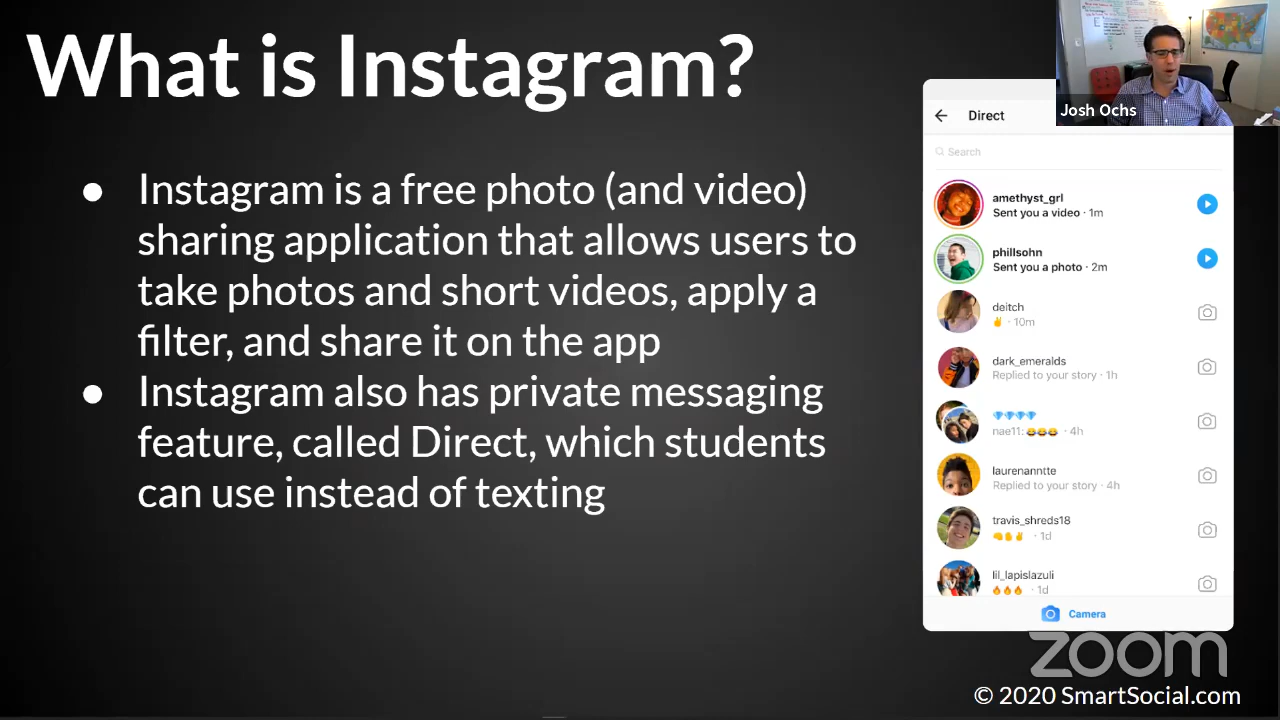 What is Instagram?
Josh Ochs
● Instagram is a free photo (and video)
sharing application that allows users to
take photos and short videos, apply a
filter, and share it on the app
● Instagram also has private messaging
feature, called Direct, which students
can use instead of texting
Direct
Search
amethyst_grl
Sent you a video · 1m
phillsohn
Sent you a photo · 2m
deitch
✌ · 10m
dark_emeralds
Replied to your story · 1h
💎💎💎💎
nae11: 😂😂😂 · 4h
laurenanntte
Replied to your story · 4h
travis_shreds18
· 1d
lil_lapislazuli
🔥🔥🔥 · 1d
Camera
zoom
© 2020 SmartSocial.com